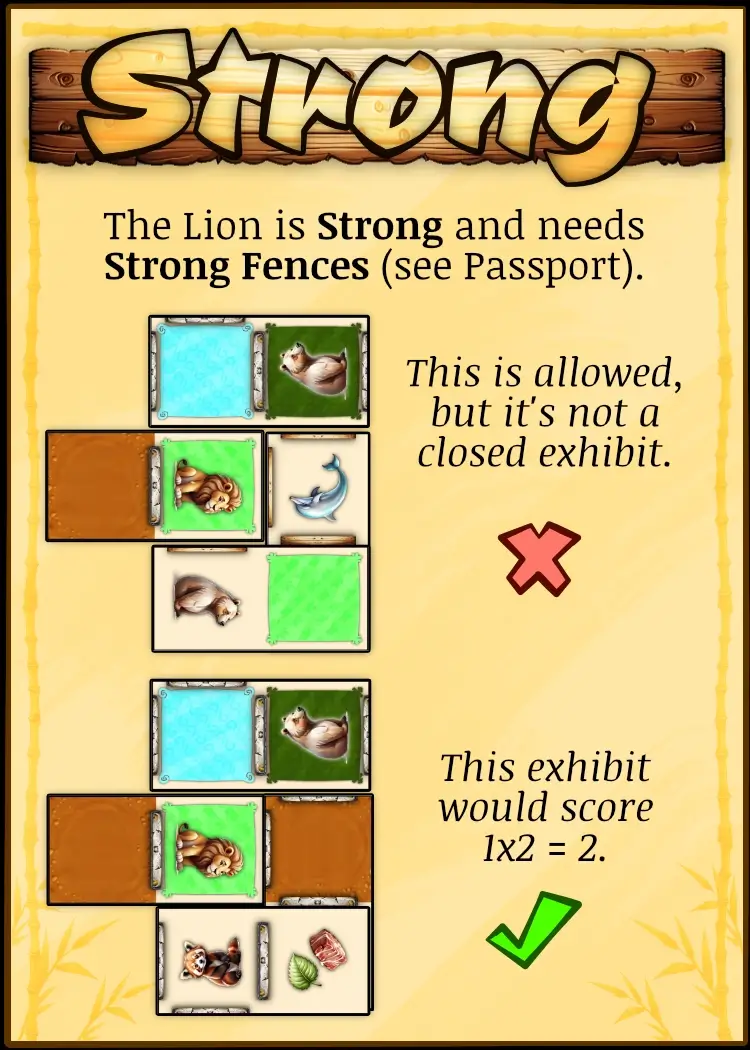 Strong
The Lion is Strong and needs
Strong Fences (see Passport).
This is allowed,
but it's not a
closed exhibit.
This exhibit
would score
1x2 = 2.